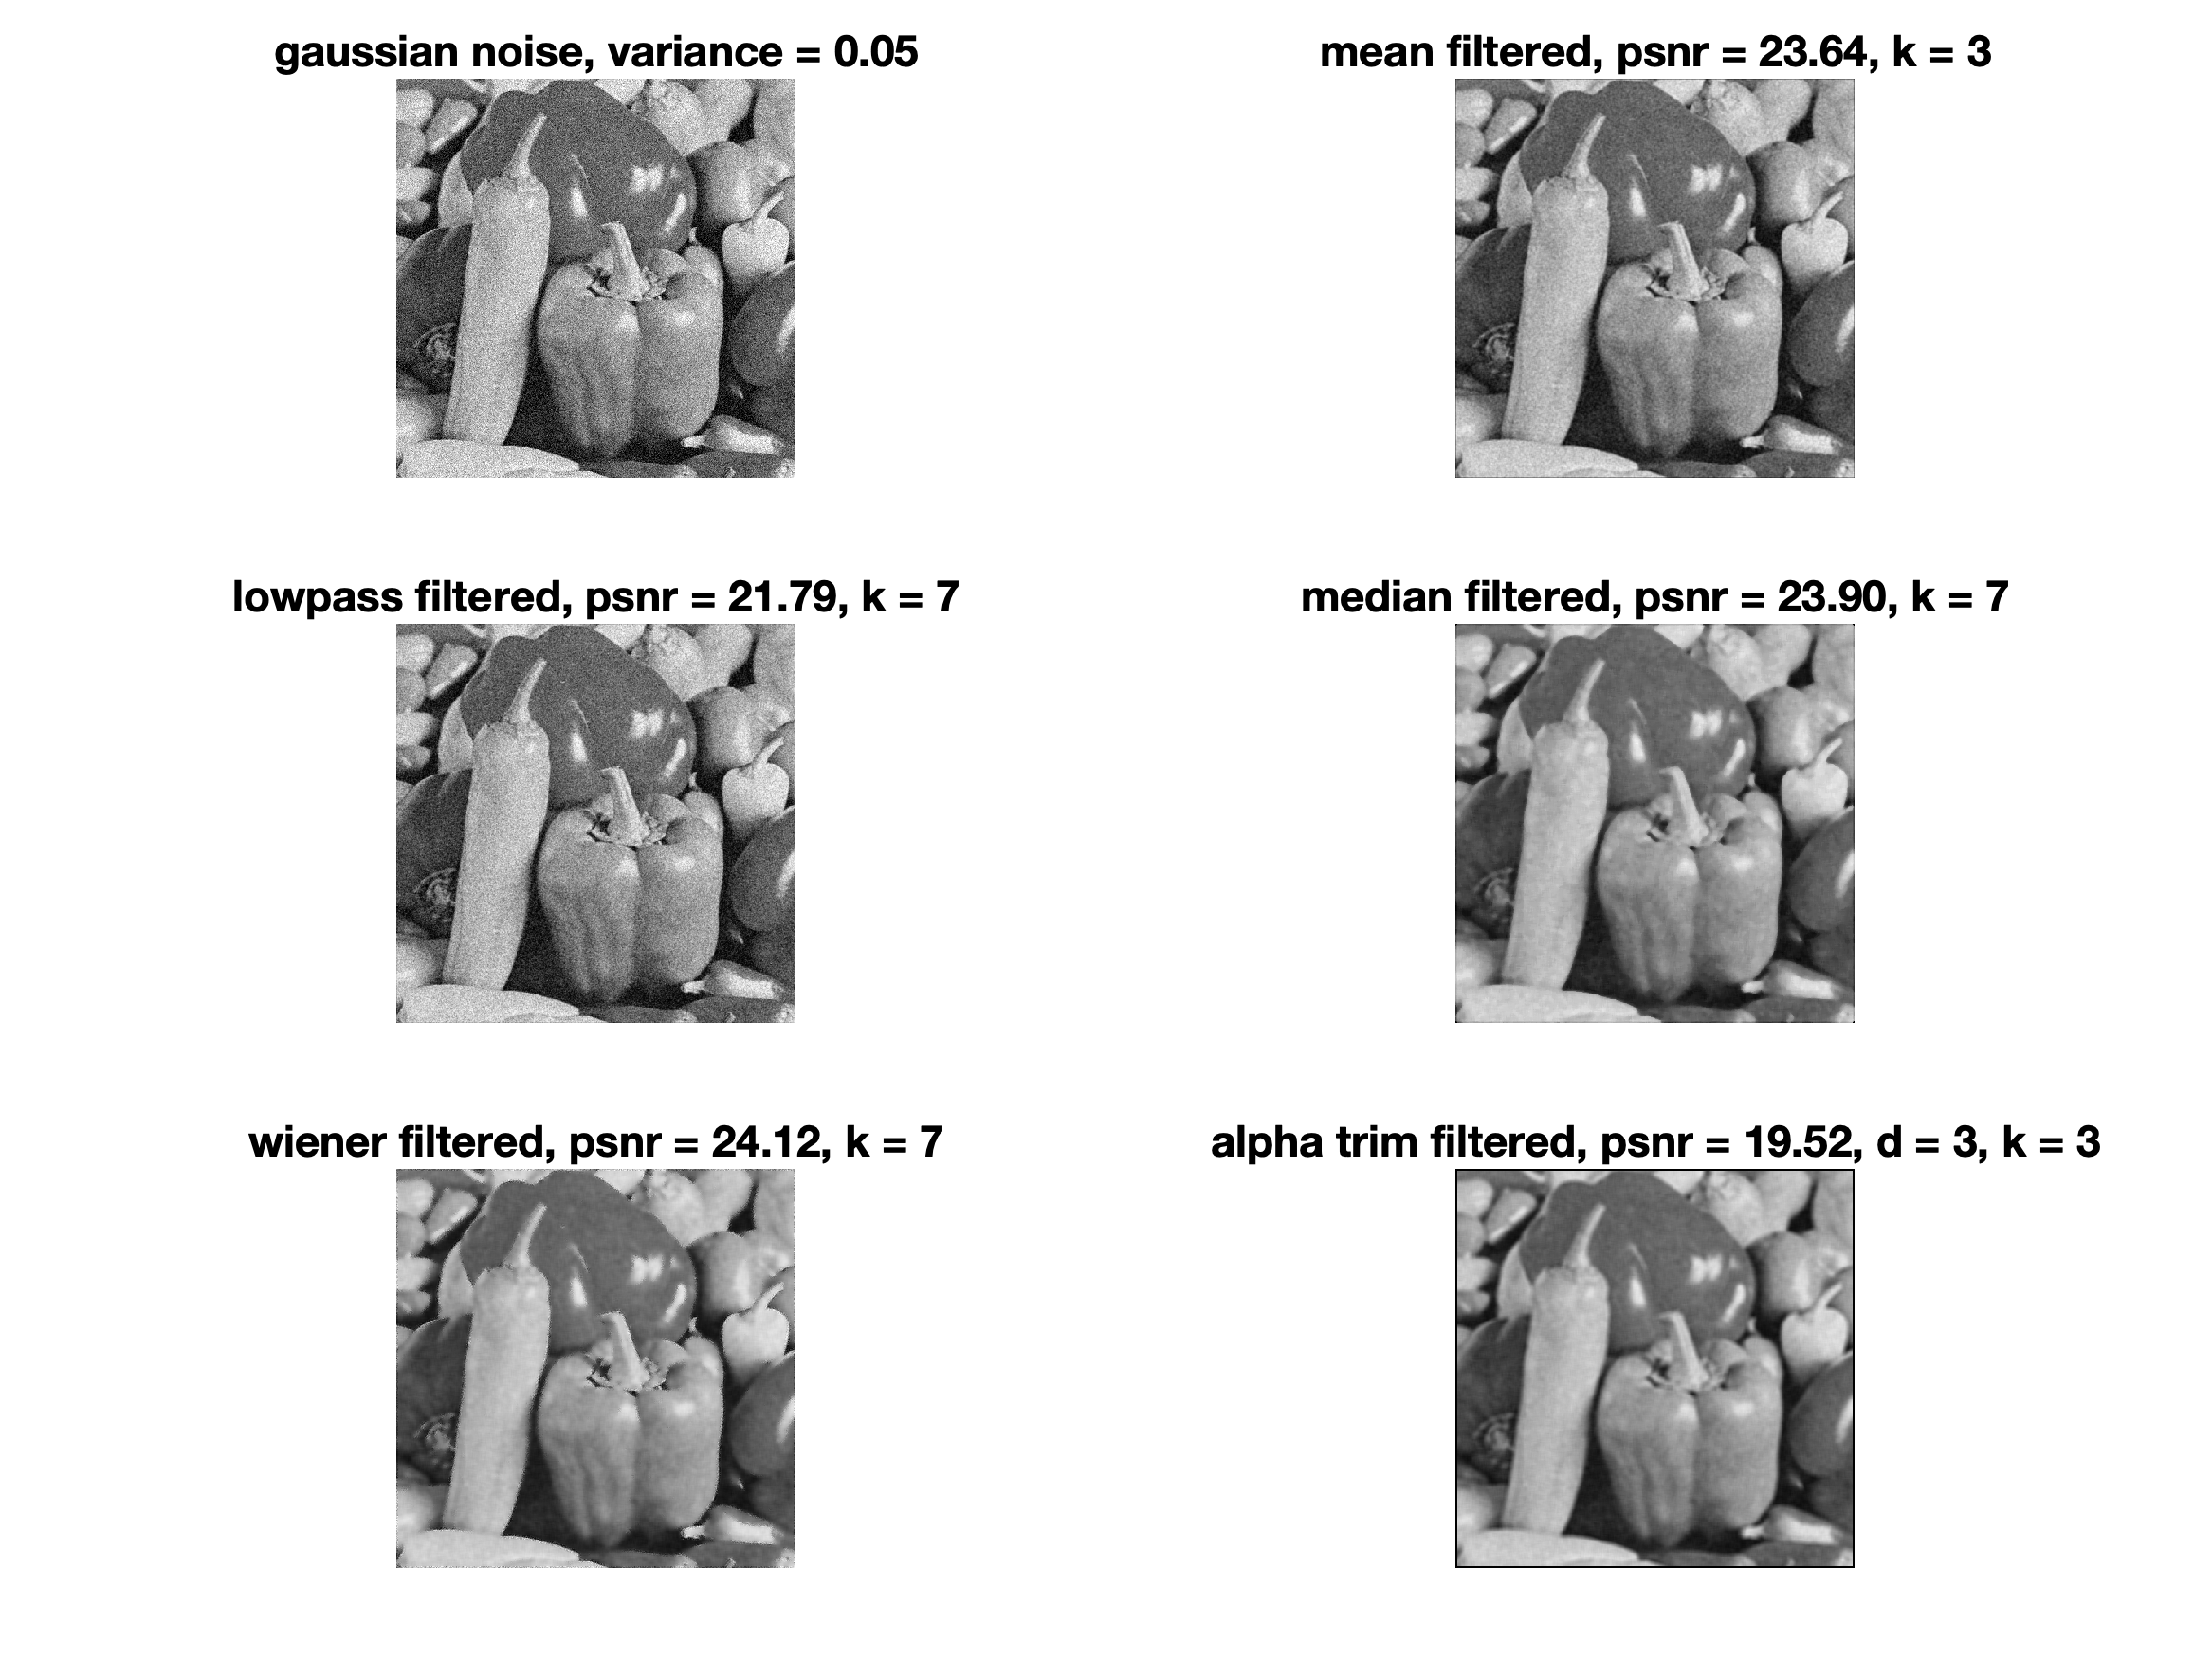 gaussian noise, variance = 0.05
mean filtered, psnr = 23.64, k = 3
lowpass filtered, psnr = 21.79, k = 7
median filtered, psnr = 23.90, k = 7
wiener filtered, psnr = 24.12, k = 7
alpha trim filtered, psnr = 19.52, d = 3, k = 3